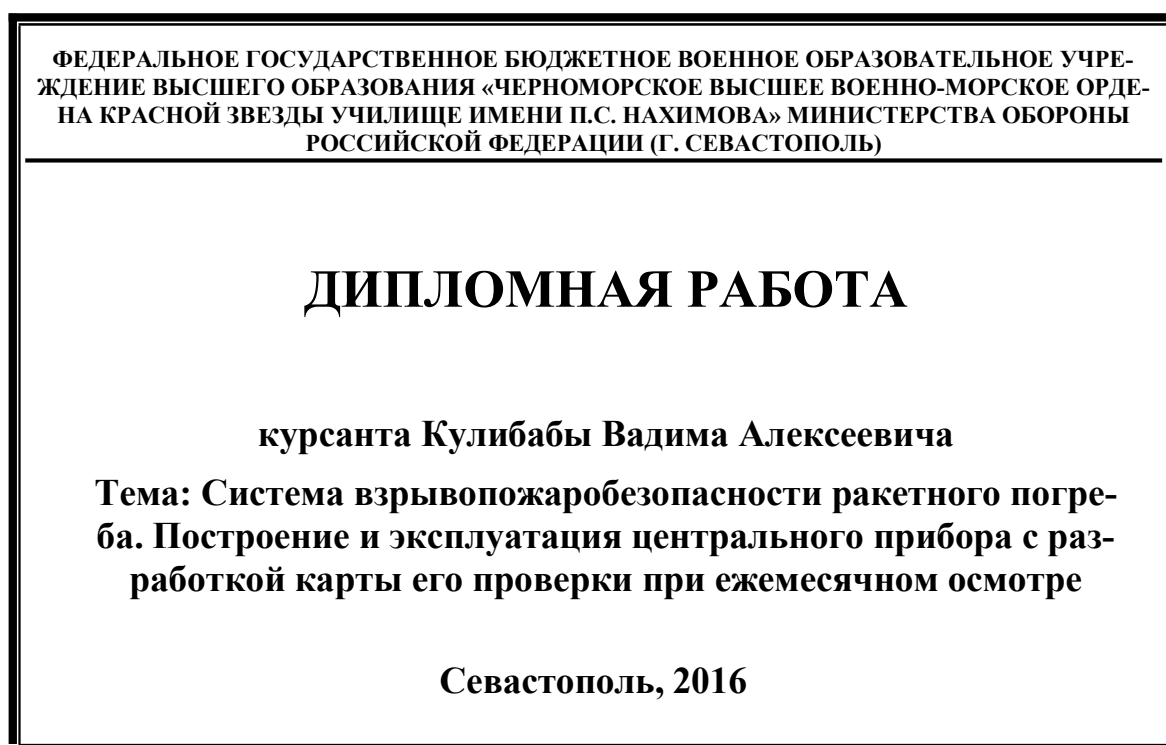 ФЕДЕРАЛЬНОЕ ГОСУДАРСТВЕННОЕ БЮДЖЕТНОЕ ВОЕННОЕ ОБРАЗОВАТЕЛЬНОЕ УЧРЕ-
ЖДЕНИЕ ВЫСШЕГО ОБРАЗОВАНИЯ «ЧЕРНОМОРСКОЕ ВЫСШЕЕ ВОЕННО-МОРСКОЕ ОРДЕ-
НА КРАСНОЙ ЗВЕЗДЫ УЧИЛИЩЕ ИМЕНИ П.С. НАХИМОВА» МИНИСТЕРСТВА ОБОРОНЫ
РОССИЙСКОЙ ФЕДЕРАЦИИ (Г. СЕВАСТОПОЛЬ)
ДИПЛОМНАЯ РАБОТА
курсанта Кулибабы Вадима Алексеевича
Тема: Система взрывопожаробезопасности ракетного погре-
ба. Построение и эксплуатация центрального прибора с раз-
работкой карты его проверки при ежемесячном осмотре
Севастополь, 2016